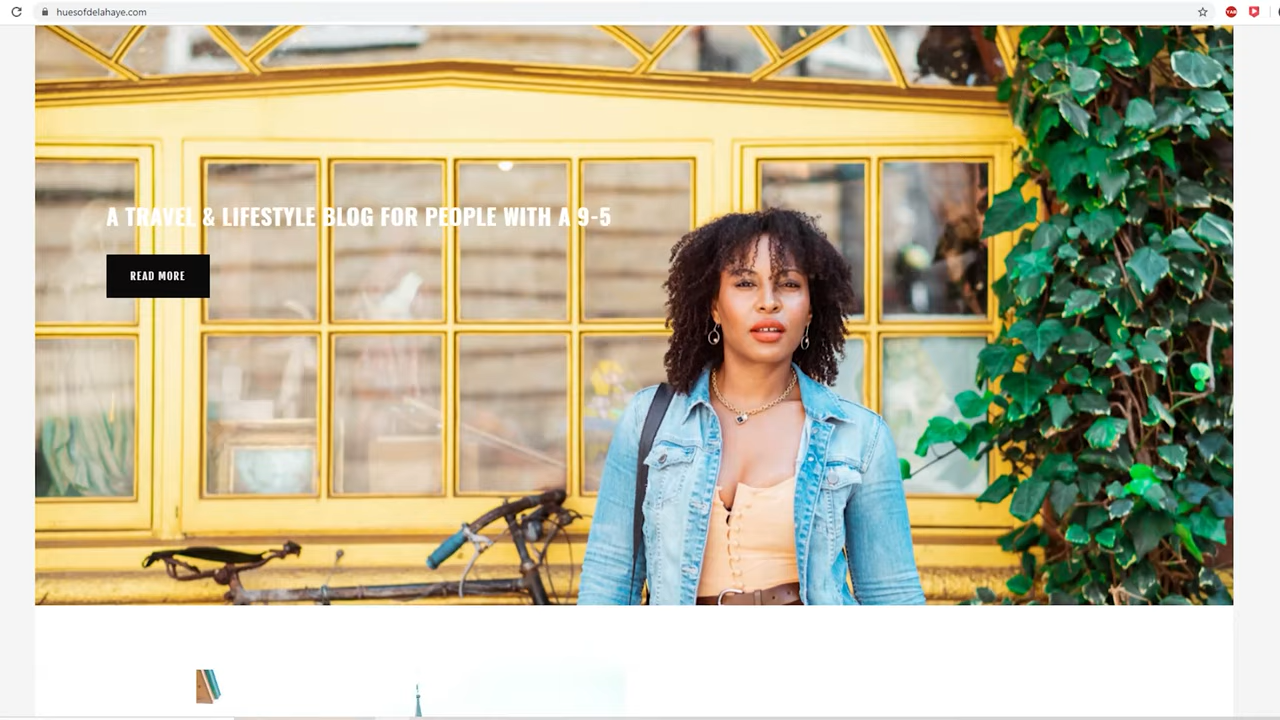 huesofdelahaye.com
A TRAVEL & LIFESTYLE BLOG FOR PEOPLE WITH A 9-5
READ MORE